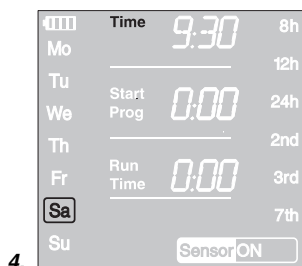 Time 9:30 8h
Mo
12h
Tu
Start
We Prog 0:00 24h
2nd
Th
Run
Fr Time 0:00 3rd
Sa
7th
Su Sensor ON
4.